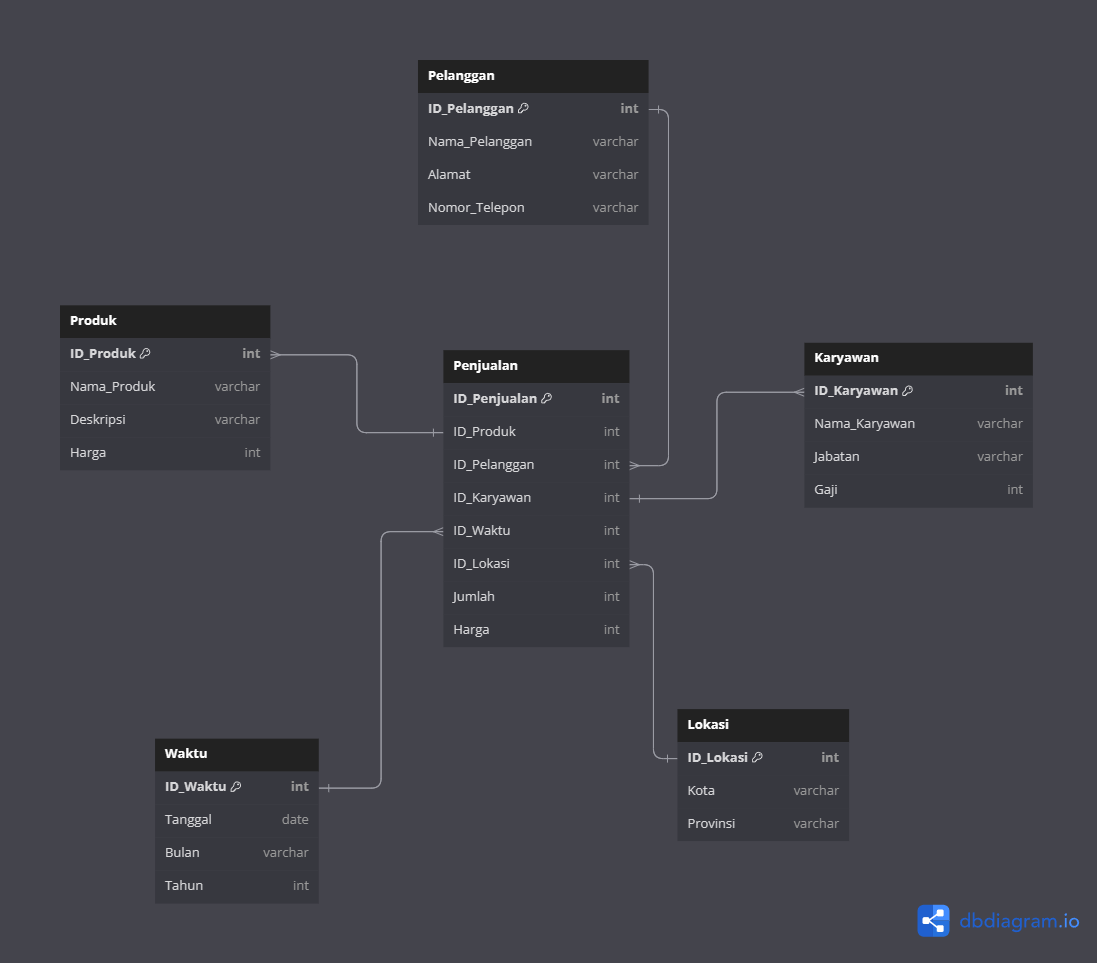 Pelanggan
ID_Pelanggan int
Nama_Pelanggan varchar
Alamat varchar
Nomor_Telepon varchar
Produk
ID_Produk int
Nama_Produk varchar
Deskripsi varchar
Harga int
Penjualan
ID_Penjualan int
ID_Produk int
ID_Pelanggan int
ID_Karyawan int
ID_Waktu int
ID_Lokasi int
Jumlah int
Harga int
Karyawan
ID_Karyawan int
Nama_Karyawan varchar
Jabatan varchar
Gaji int
Waktu
ID_Waktu int
Tanggal date
Bulan varchar
Tahun int
Lokasi
ID_Lokasi int
Kota varchar
Provinsi varchar
dbdiagram.io